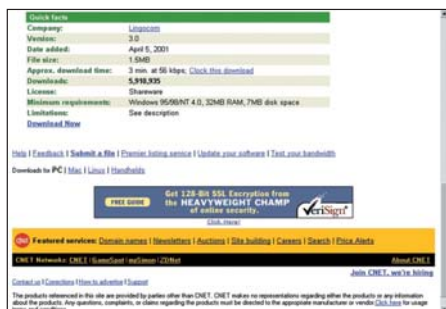 Quick facts
Company: Lingocom
Version: 3.0
Date added: April 5, 2001
File size: 1.5MB
Approx. download time: 3 min. at 56 kbps; Clock this download
Downloads: 5,918,935
License: Shareware
Minimum requirements: Windows 95/98/NT 4.0, 32MB RAM, 7MB disk space
Limitations: See description
Download Now
Help | Feedback | Submit a file | Premier listing service | Update your software | Test your bandwidth
Downloads for PC | Mac | Linux | Handhelds
FREE GUIDE
Get 128-Bit SSL Encryption from
the HEAVYWEIGHT CHAMP
of online security.
VeriSign
Click Here!
Featured services: Domain names | Newsletters | Auctions | Site building | Careers | Search | Price Alerts
CNET Networks: CNET | GameSpot | mySimon | ZDNet About CNET
Join CNET, we're hiring
Contact us | Corrections | How to advertise | Support
The products referenced in this site are provided by parties other than CNET. CNET makes no representations regarding either the products or any information
about the products. Any questions, complaints, or claims regarding the products must be directed to the appropriate manufacturer or vendor. Click here for usage
terms and conditions.